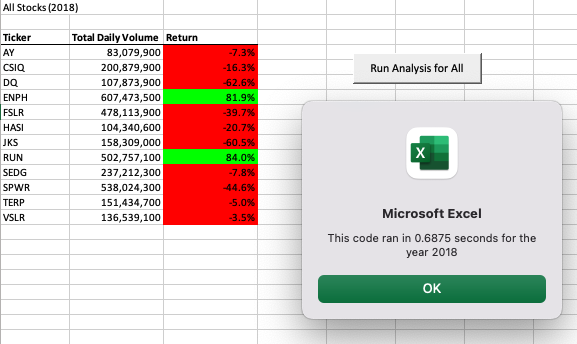 All Stocks (2018)
Ticker Total Daily Volume Return
AY 83,079,900 -7.3%
CSIQ 200,879,900 -16.3%
DQ 107,873,900 -62.6%
ENPH 607,473,500 81.9%
FSLR 478,113,900 -39.7%
HASI 104,340,600 -20.7%
JKS 158,309,000 -60.5%
RUN 502,757,100 84.0%
SEDG 237,212,300 -7.8%
SPWR 538,024,300 -44.6%
TERP 151,434,700 -5.0%
VSLR 136,539,100 -3.5%
Run Analysis for All
X
Microsoft Excel
This code ran in 0.6875 seconds for the
year 2018
OK